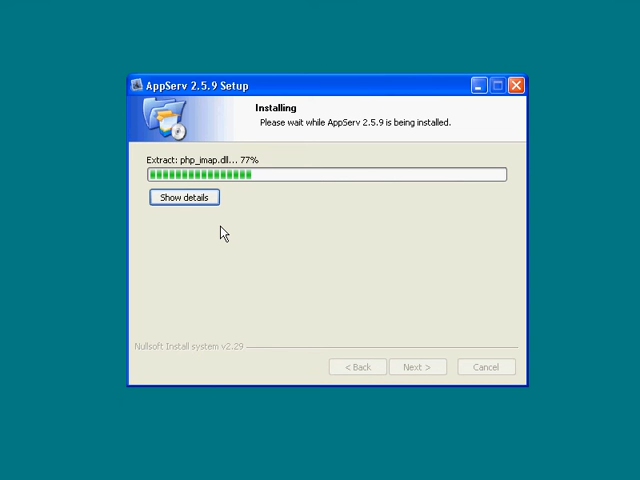 AppServ 2.5.9 Setup
Installing
Please wait while AppServ 2.5.9 is being installed.
Extract: php_imap.dll... 77%
Show details
Nullsoft Install system v2.29
< Back
Next >
Cancel